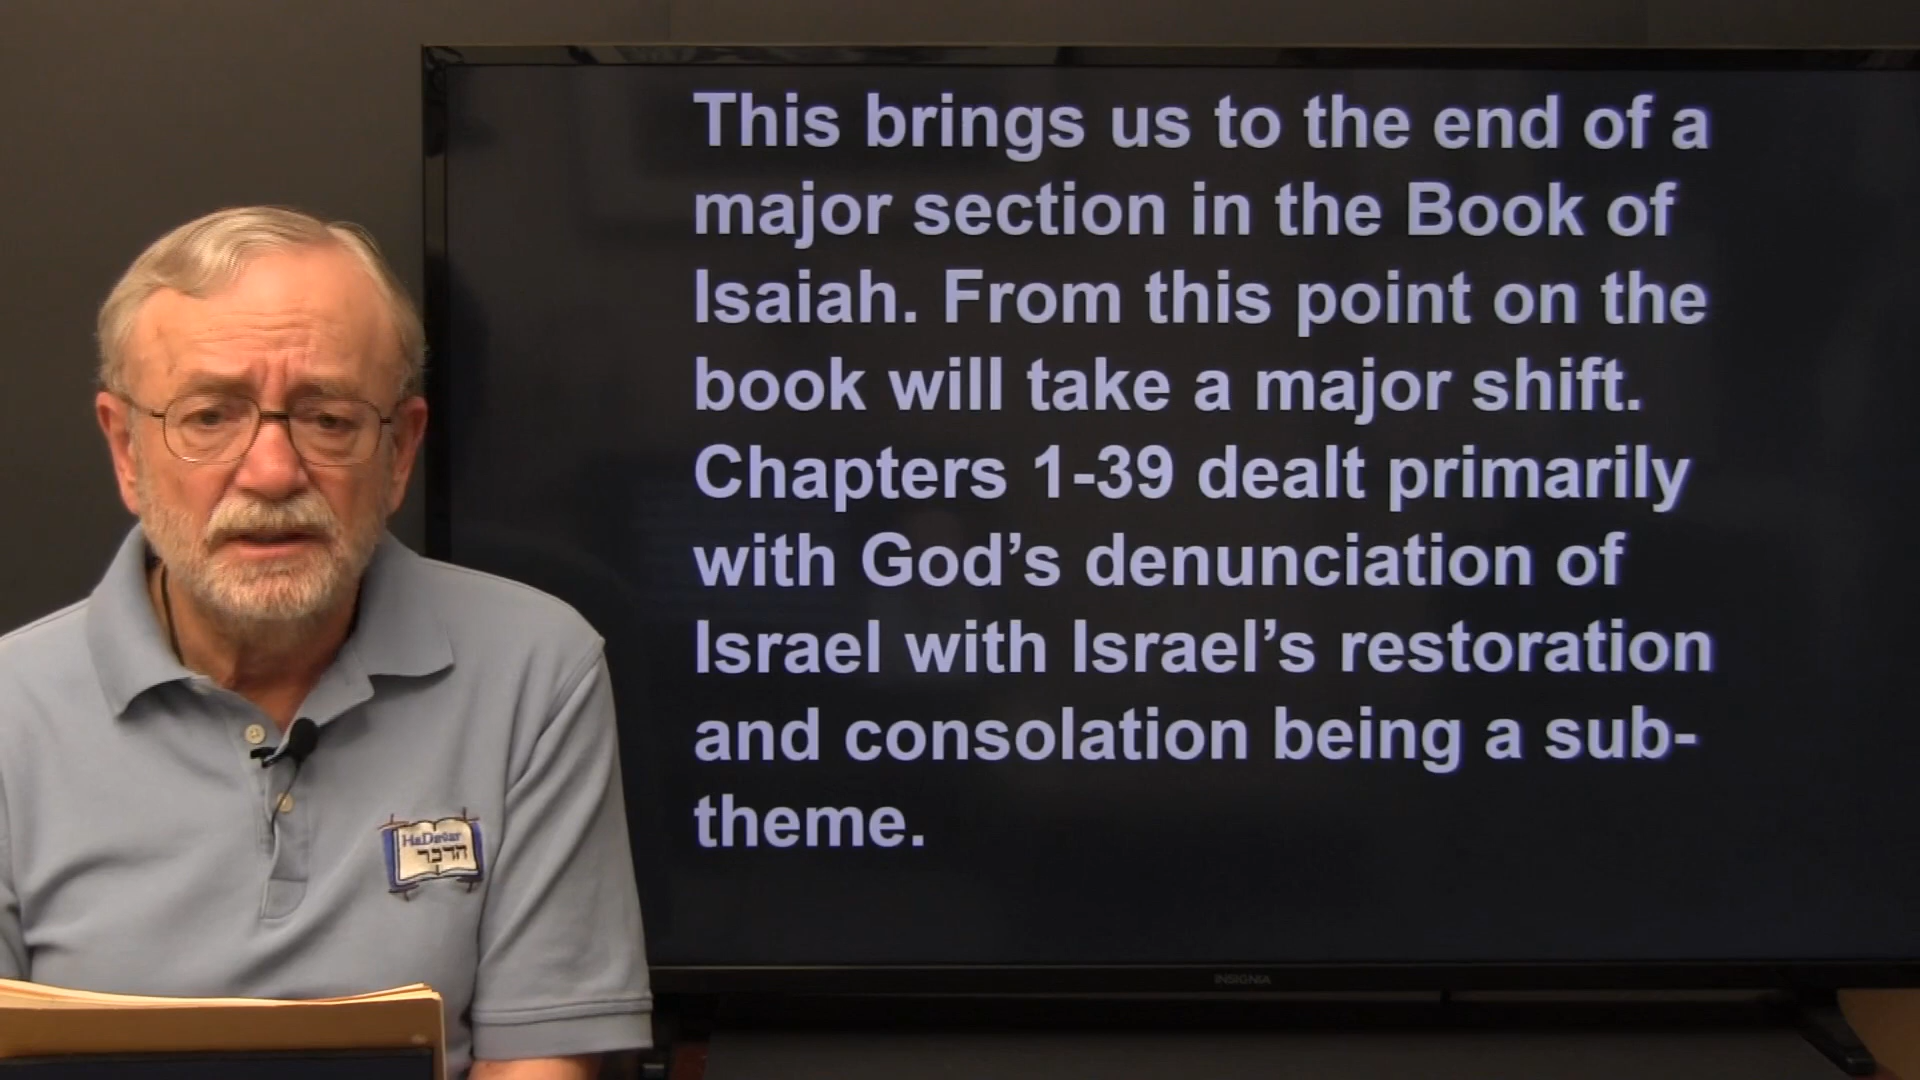 This brings us to the end of a
major section in the Book of
Isaiah. From this point on the
book will take a major shift.
Chapters 1-39 dealt primarily
with God’s denunciation of
Israel with Israel’s restoration
and consolation being a sub-
theme.
HaDavar
הדבר
INSIGNIA